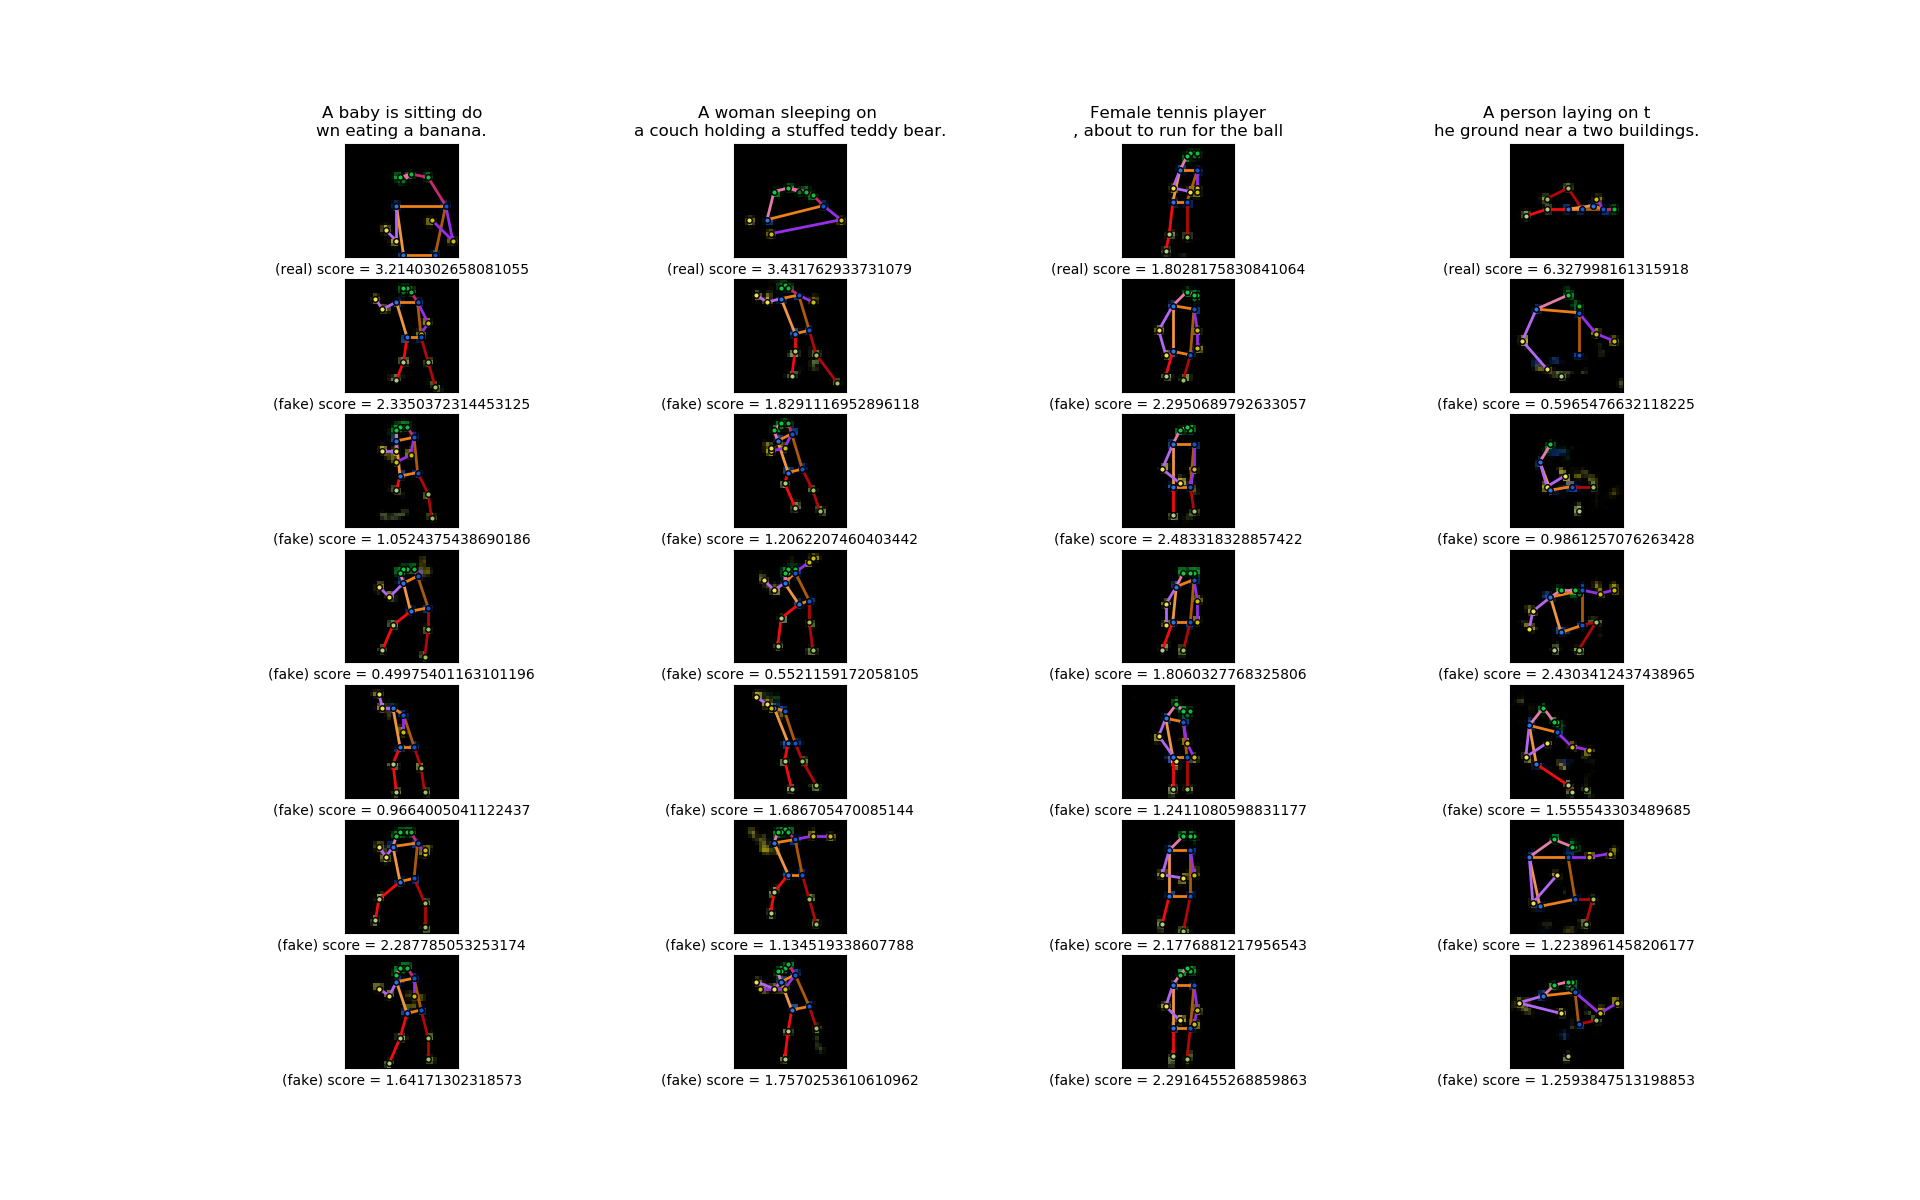 A baby is sitting do
wn eating a banana.
A woman sleeping on
a couch holding a stuffed teddy bear.
Female tennis player
, about to run for the ball
A person laying on t
he ground near a two buildings.
(real) score = 3.2140302658081055
(real) score = 3.431762933731079
(real) score = 1.8028175830841064
(real) score = 6.327998161315918
(fake) score = 2.3350372314453125
(fake) score = 1.8291116952896118
(fake) score = 2.2950689792633057
(fake) score = 0.5965476632118225
(fake) score = 1.0524375438690186
(fake) score = 1.2062207460403442
(fake) score = 2.483318328857422
(fake) score = 0.9861257076263428
(fake) score = 0.49975401163101196
(fake) score = 0.5521159172058105
(fake) score = 1.8060327768325806
(fake) score = 2.4303412437438965
(fake) score = 0.9664005041122437
(fake) score = 1.686705470085144
(fake) score = 1.2411080598831177
(fake) score = 1.555543303489685
(fake) score = 2.287785053253174
(fake) score = 1.134519338607788
(fake) score = 2.1776881217956543
(fake) score = 1.2238961458206177
(fake) score = 1.64171302318573
(fake) score = 1.7570253610610962
(fake) score = 2.2916455268859863
(fake) score = 1.2593847513198853